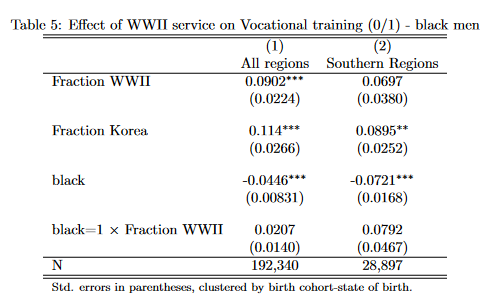 Table 5: Effect of WWII service on Vocational training (0/1) - black men
(1) (2)
All regions Southern Regions
Fraction WWII 0.0902*** 0.0697
(0.0224) (0.0380)
Fraction Korea 0.114*** 0.0895**
(0.0266) (0.0252)
black -0.0446*** -0.0721***
(0.00831) (0.0168)
black=1 × Fraction WWII 0.0207 0.0792
(0.0140) (0.0467)
N 192,340 28,897
Std. errors in parentheses, clustered by birth cohort-state of birth.